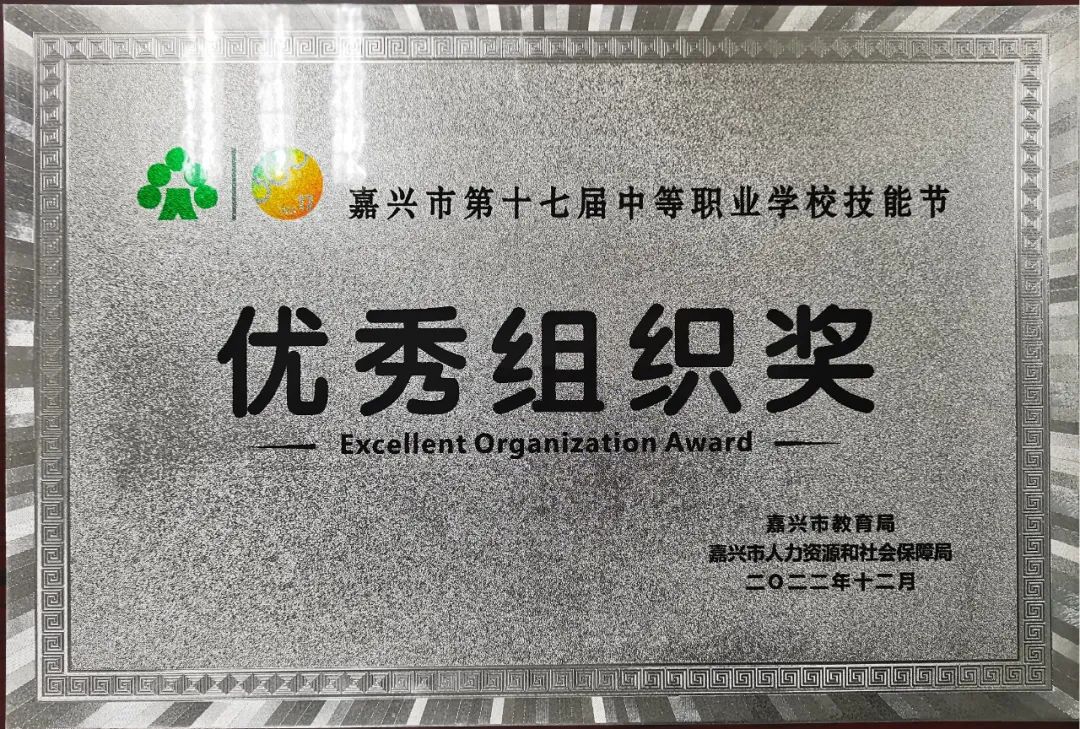 嘉兴市第十七届中等职业学校技能节
优秀组织奖
Excellent Organization Award
嘉兴市教育局
嘉兴市人力资源和社会保障局
二〇二二年十二月